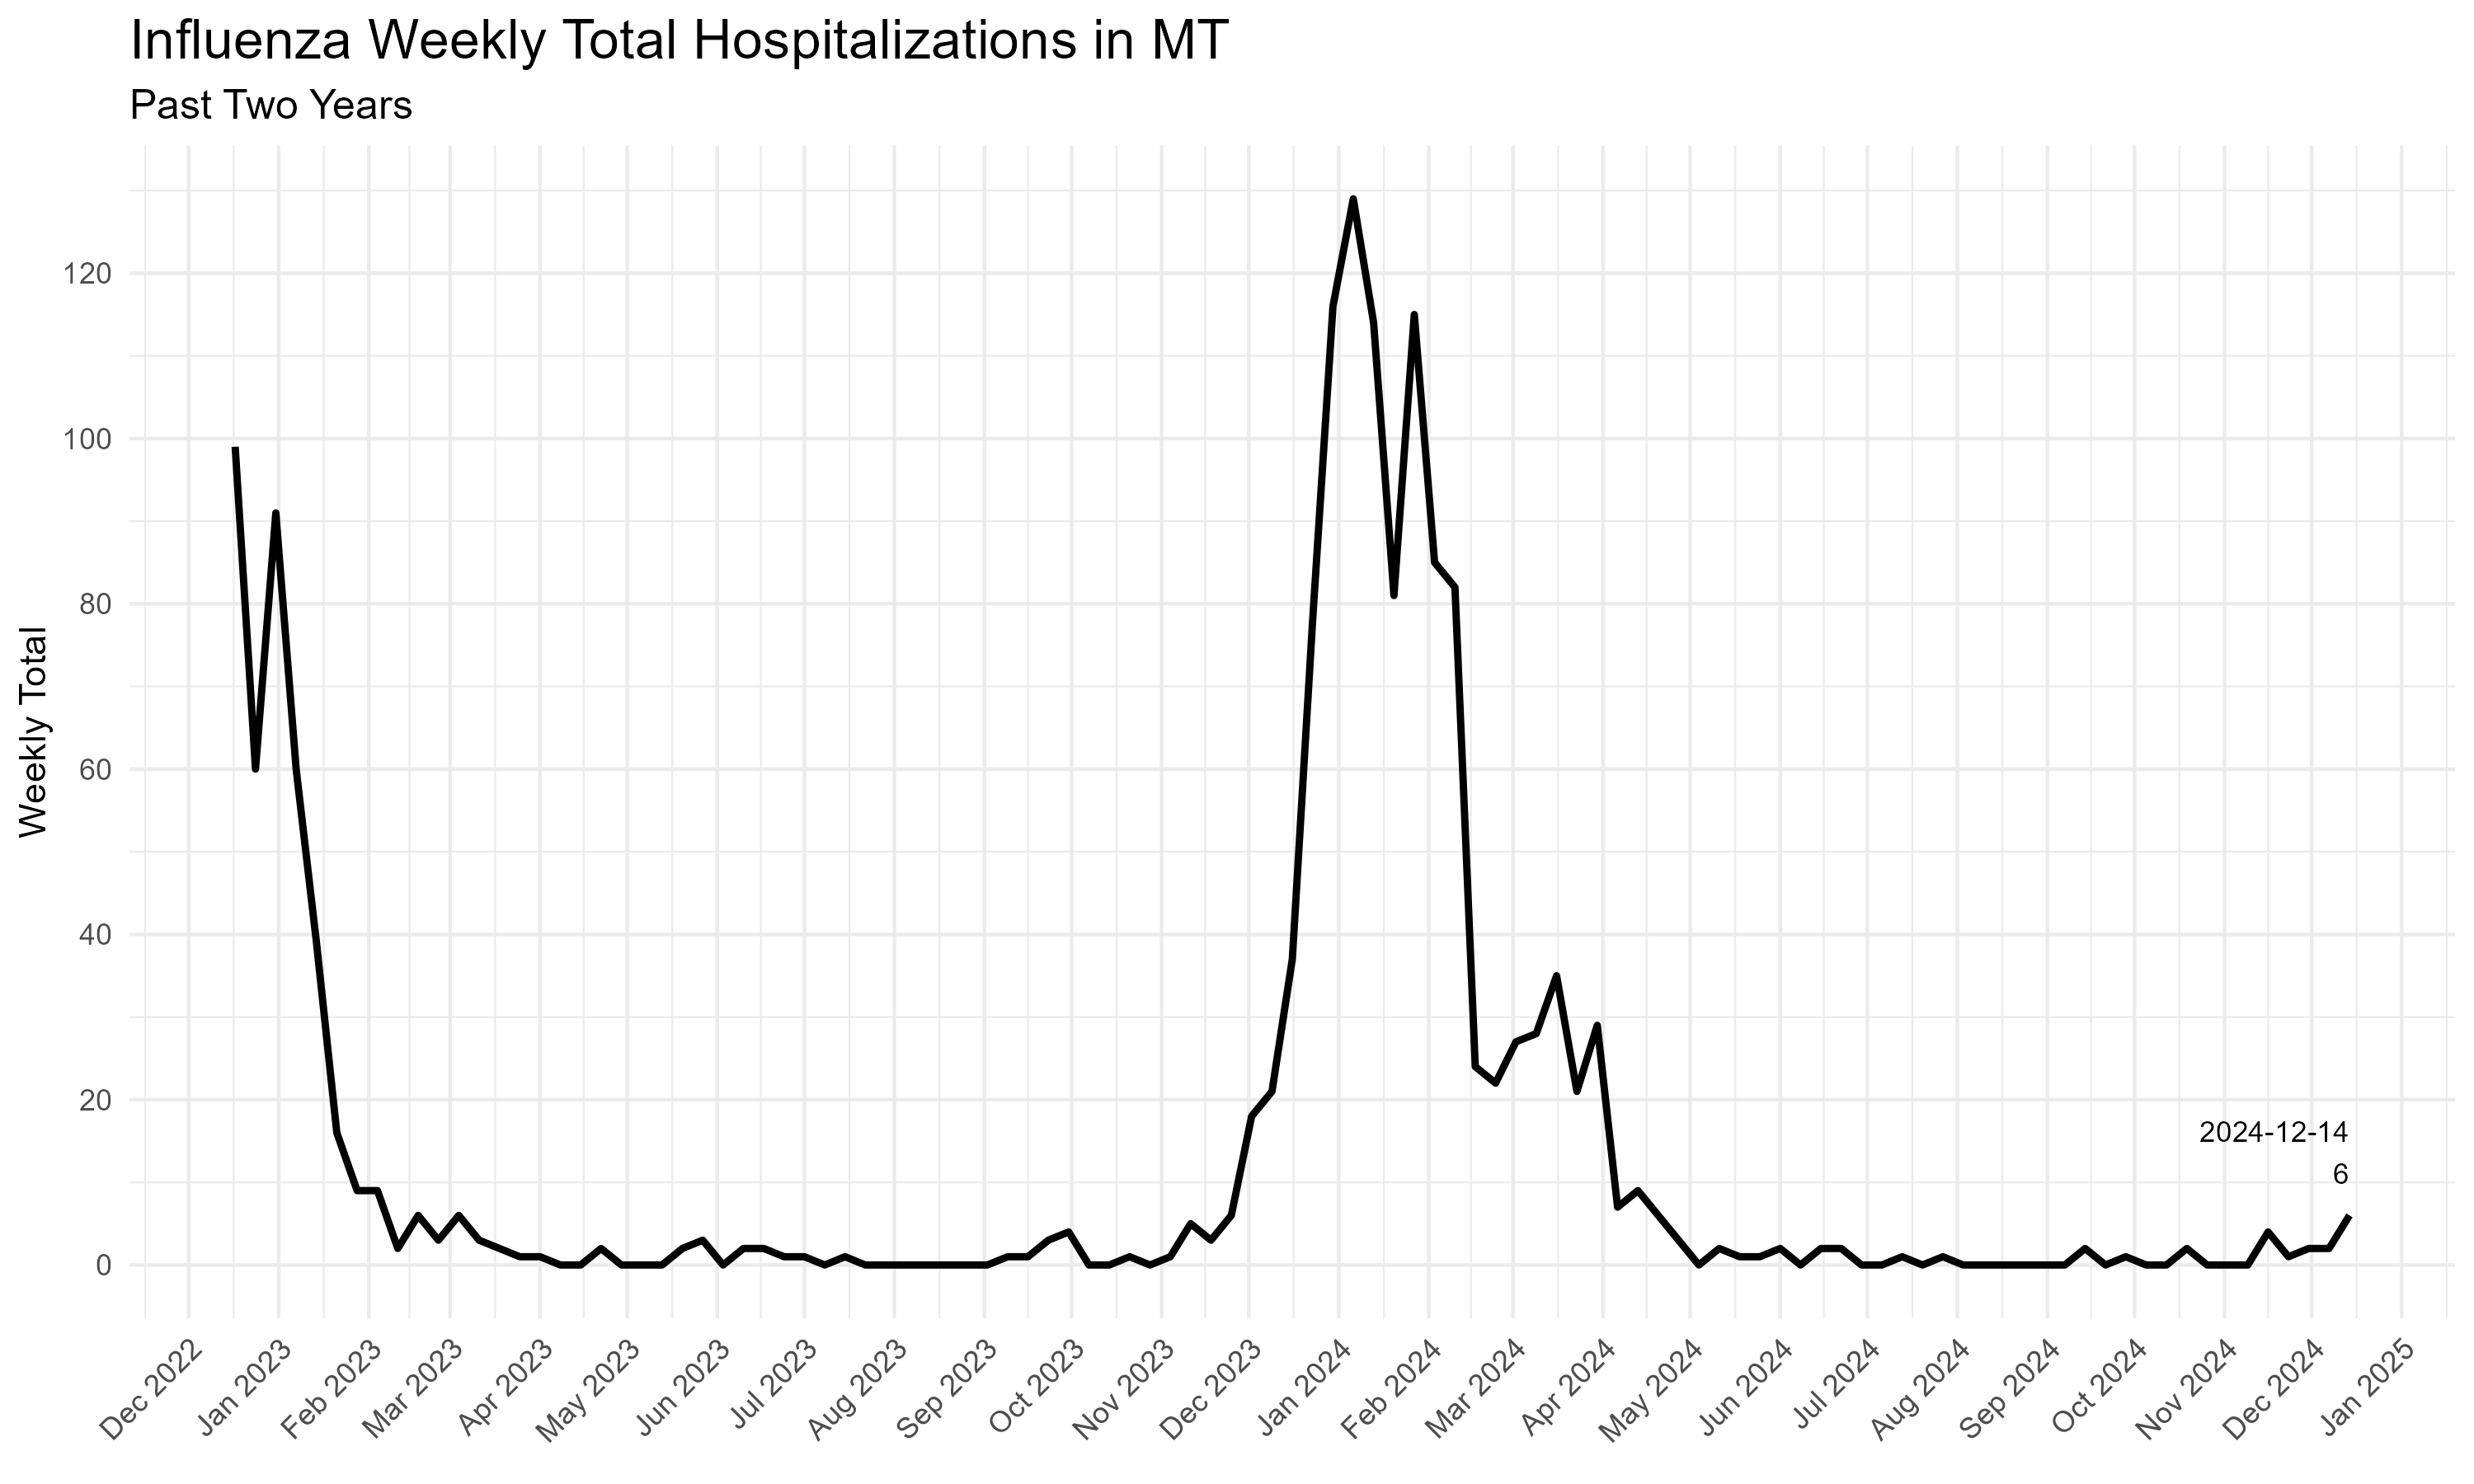 Influenza Weekly Total Hospitalizations in MT
Past Two Years
Weekly Total
120
100
80
60
40
20
0
2024-12-14
6
Dec 2022
Jan 2023
Feb 2023
Mar 2023
Apr 2023
May 2023
Jun 2023
Jul 2023
Aug 2023
Sep 2023
Oct 2023
Nov 2023
Dec 2023
Jan 2024
Feb 2024
Mar 2024
Apr 2024
May 2024
Jun 2024
Jul 2024
Aug 2024
Sep 2024
Oct 2024
Nov 2024
Dec 2024
Jan 2025